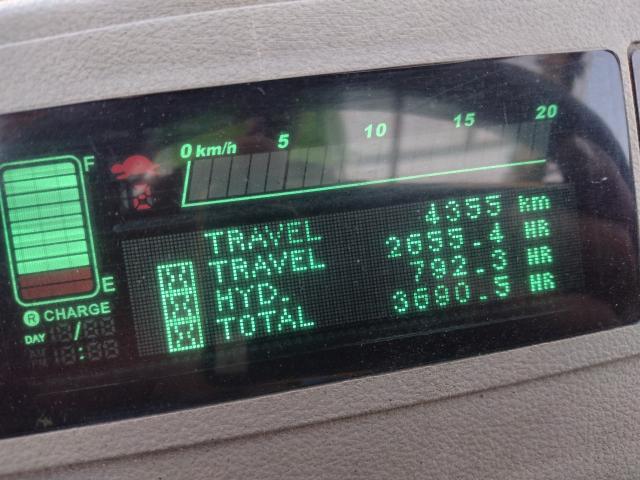 0 km/h 5 10 15 20
F
E
R CHARGE
DAY
TRAVEL 4355 km
TRAVEL 2655.4 HR
HYD. 792.3 HR
TOTAL 3690.5 HR